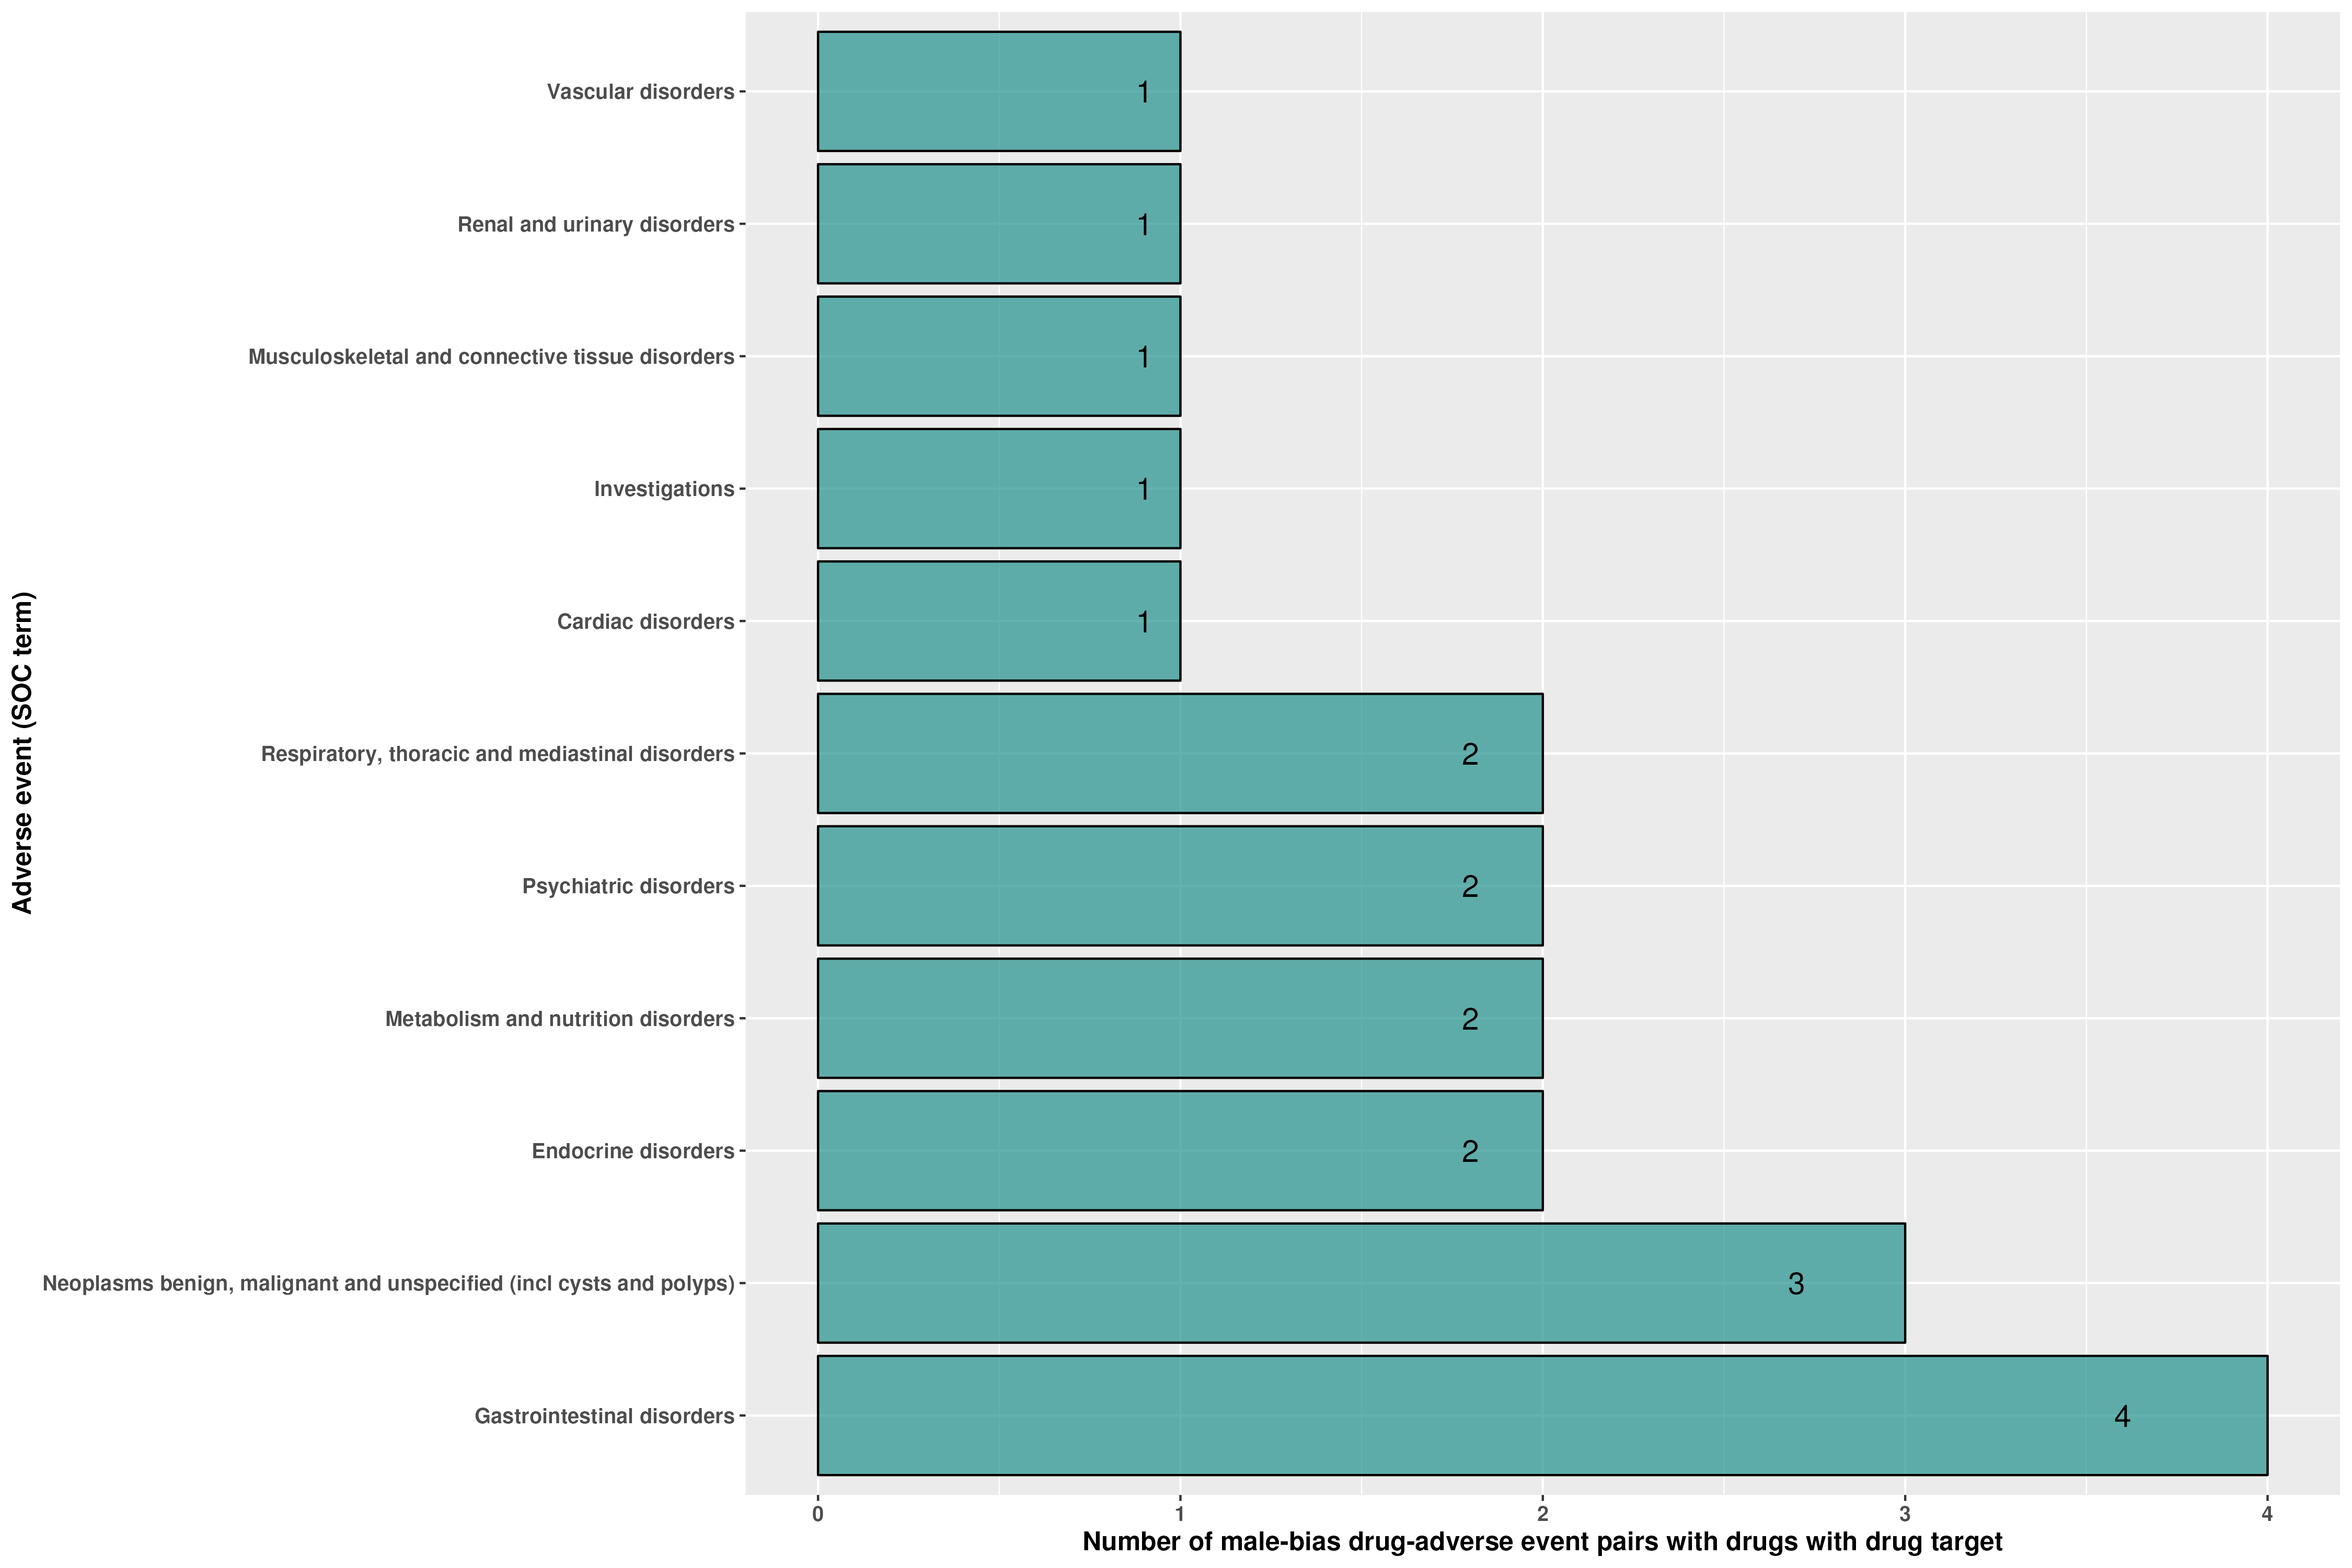 Adverse event (SOC term)
Vascular disorders 1
Renal and urinary disorders 1
Musculoskeletal and connective tissue disorders 1
Investigations 1
Cardiac disorders 1
Respiratory, thoracic and mediastinal disorders 2
Psychiatric disorders 2
Metabolism and nutrition disorders 2
Endocrine disorders 2
Neoplasms benign, malignant and unspecified (incl cysts and polyps) 3
Gastrointestinal disorders 4
0 1 2 3 4
Number of male-bias drug-adverse event pairs with drugs with drug target